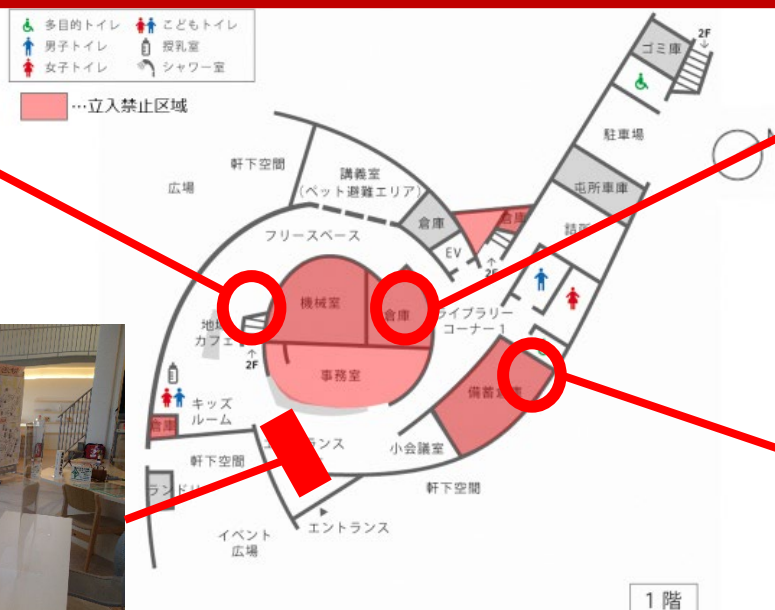 多目的トイレ
こどもトイレ
男子トイレ
授乳室
女子トイレ
シャワー室
…立入禁止区域
2F
ゴミ庫
駐車場
軒下空間
講義室
(ペット避難エリア)
広場
屯所車庫
倉庫
倉庫
フリースペース
EV
2F
機械室
倉庫
ライブラリー
コーナー1
カフェ
2F
事務室
備蓄倉庫
キッズ
ルーム
倉庫
小会議室
軒下空間
軒下空間
エントランス
イベント
広場
1階